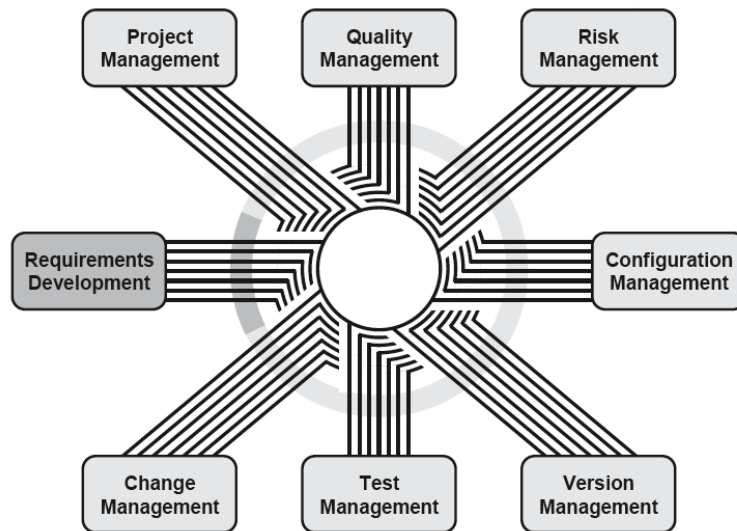 Project
Management
Quality
Management
Risk
Management
Requirements
Development
Configuration
Management
Change
Management
Test
Management
Version
Management